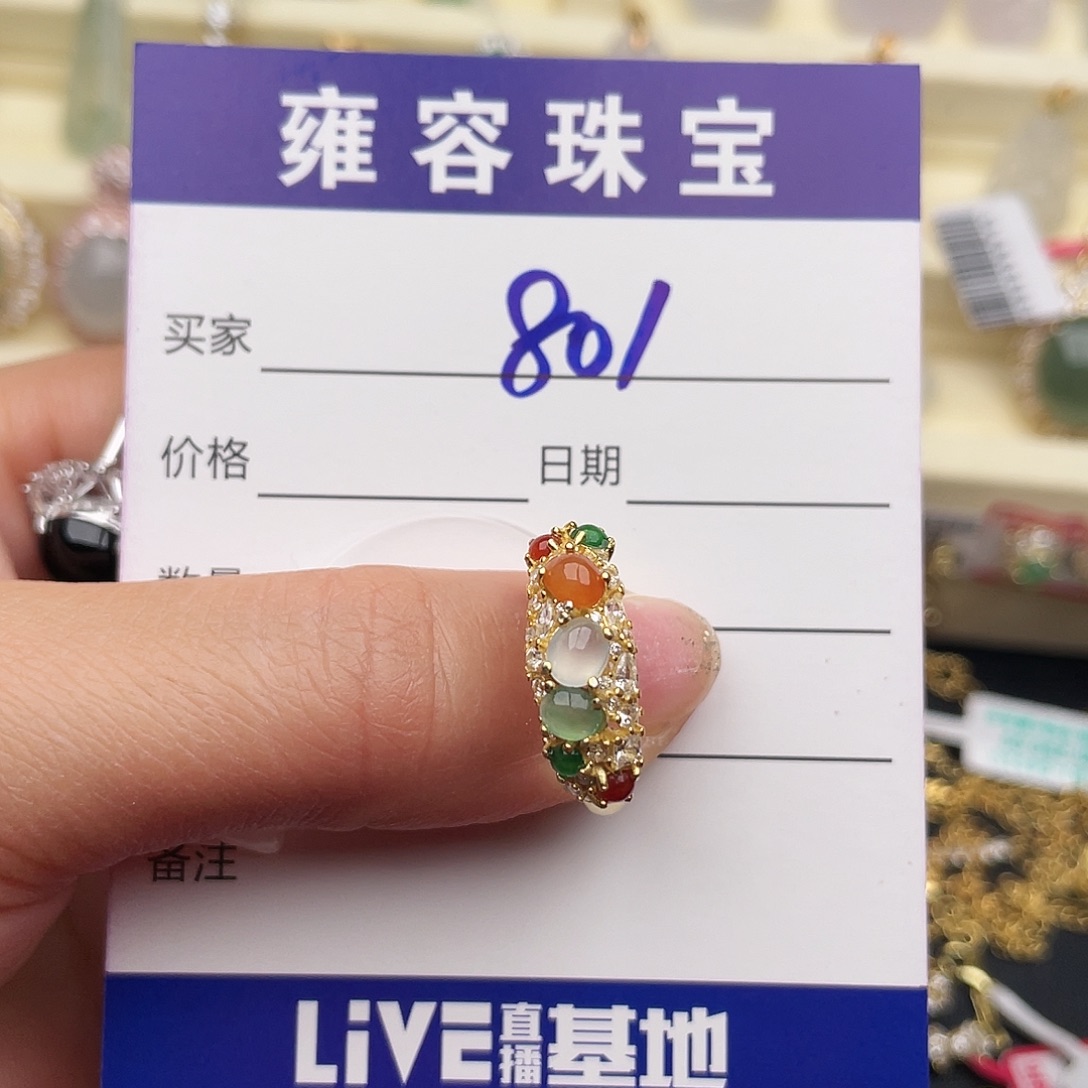 雍容珠宝
买家 801
价格 日期
备注
LiVE直播基地